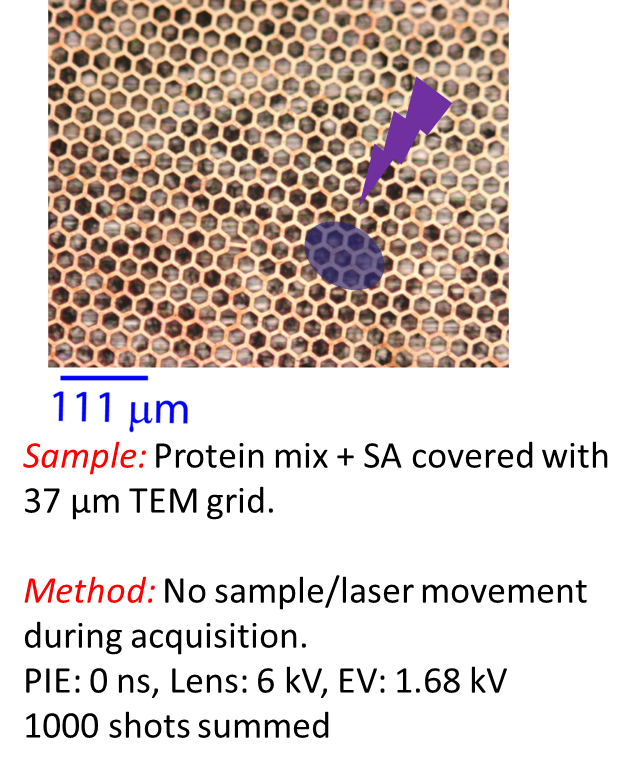 111 μm
Sample: Protein mix + SA covered with
37 μm TEM grid.
Method: No sample/laser movement
during acquisition.
PIE: 0 ns, Lens: 6 kV, EV: 1.68 kV
1000 shots summed